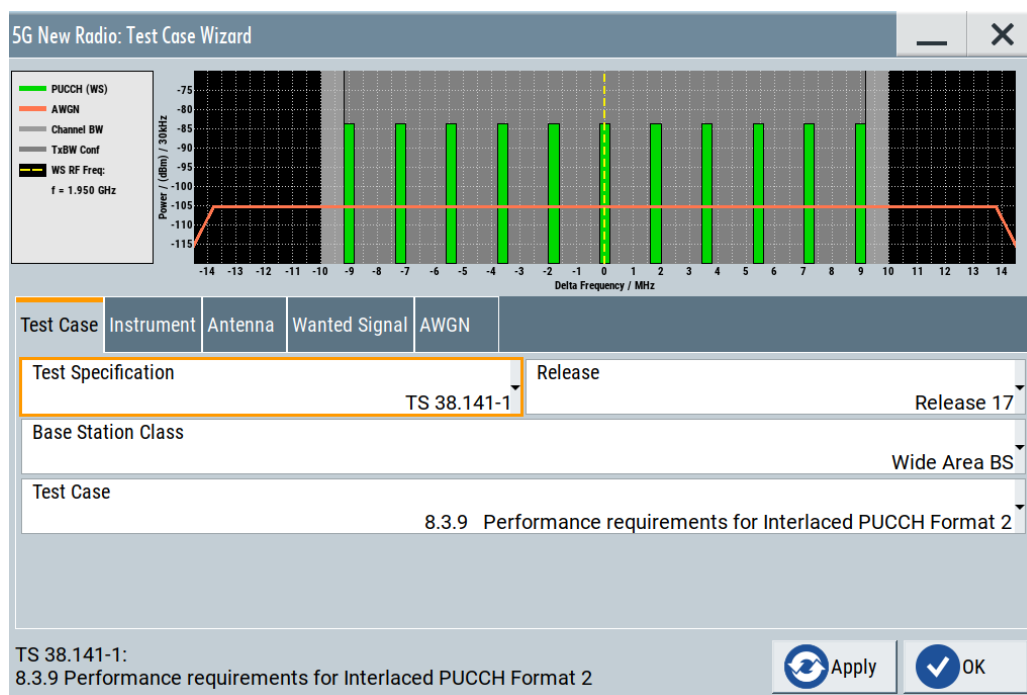 5G New Radio: Test Case Wizard
PUCCH (WS)
AWGN
Channel BW
TxBW Conf
WS RF Freq:
f = 1.950 GHz
Power / (dBm) / 30kHz
-75
-80
-85
-90
-95
-100
-105
-110
-115
-14 -13 -12 -11 -10 -9 -8 -7 -6 -5 -4 -3 -2 -1 0 1 2 3 4 5 6 7 8 9 10 11 12 13 14
Delta Frequency / MHz
Test Case Instrument Antenna Wanted Signal AWGN
Test Specification
TS 38.141-1
Release
Release 17
Base Station Class
Wide Area BS
Test Case
8.3.9 Performance requirements for Interlaced PUCCH Format 2
TS 38.141-1:
8.3.9 Performance requirements for Interlaced PUCCH Format 2
Apply
OK